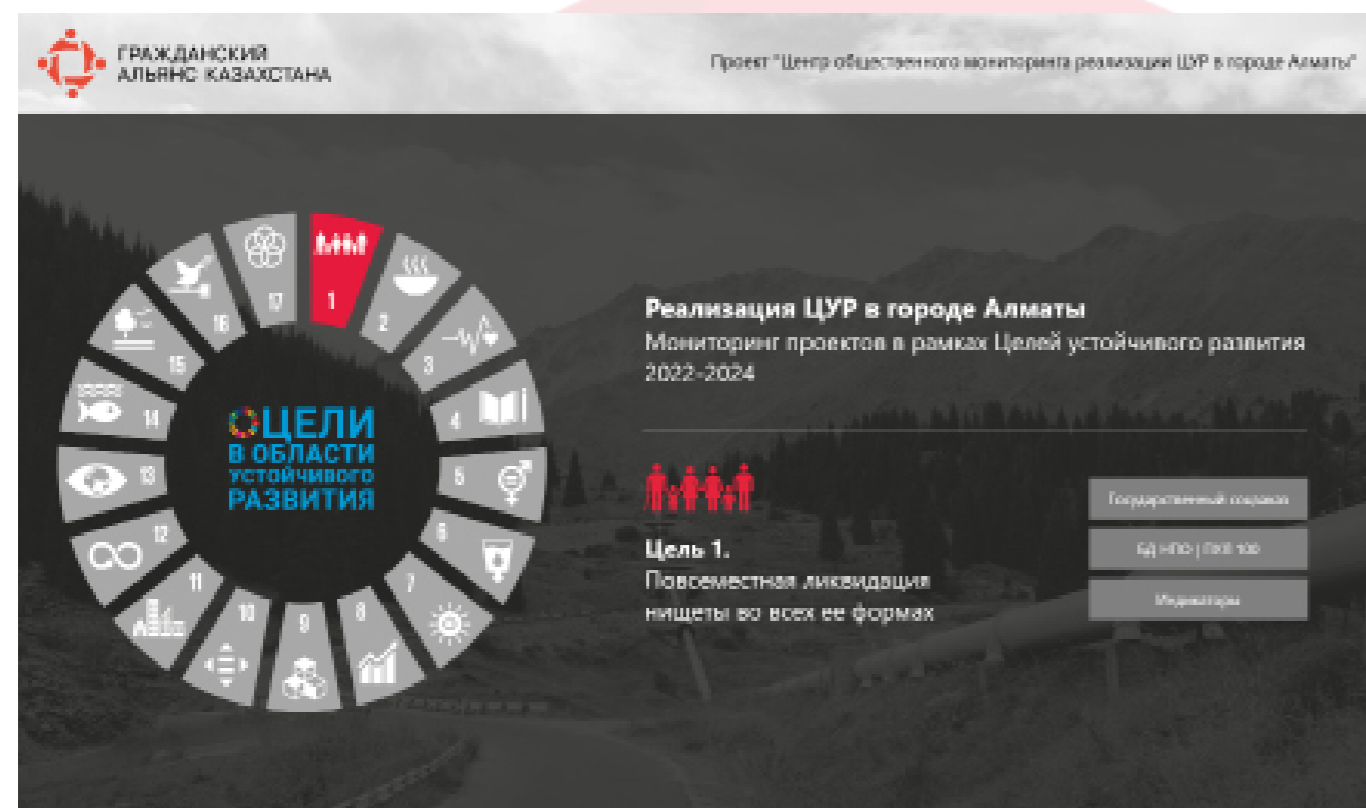 ГРАЖДАНСКИЙ
АЛЬЯНС КАЗАХСТАНА
Проект "Центр общественного мониторинга реализации ЦУР в городе Алматы"
17
1
2
3
4
5
6
7
8
9
10
11
12
13
14
15
16
ЦЕЛИ
В ОБЛАСТИ
УСТОЙЧИВОГО
РАЗВИТИЯ
Реализация ЦУР в городе Алматы
Мониторинг проектов в рамках Целей устойчивого развития
2022-2024
Цель 1.
Повсеместная ликвидация
нищеты во всех ее формах
Государственный соцзаказ
БД НПО |